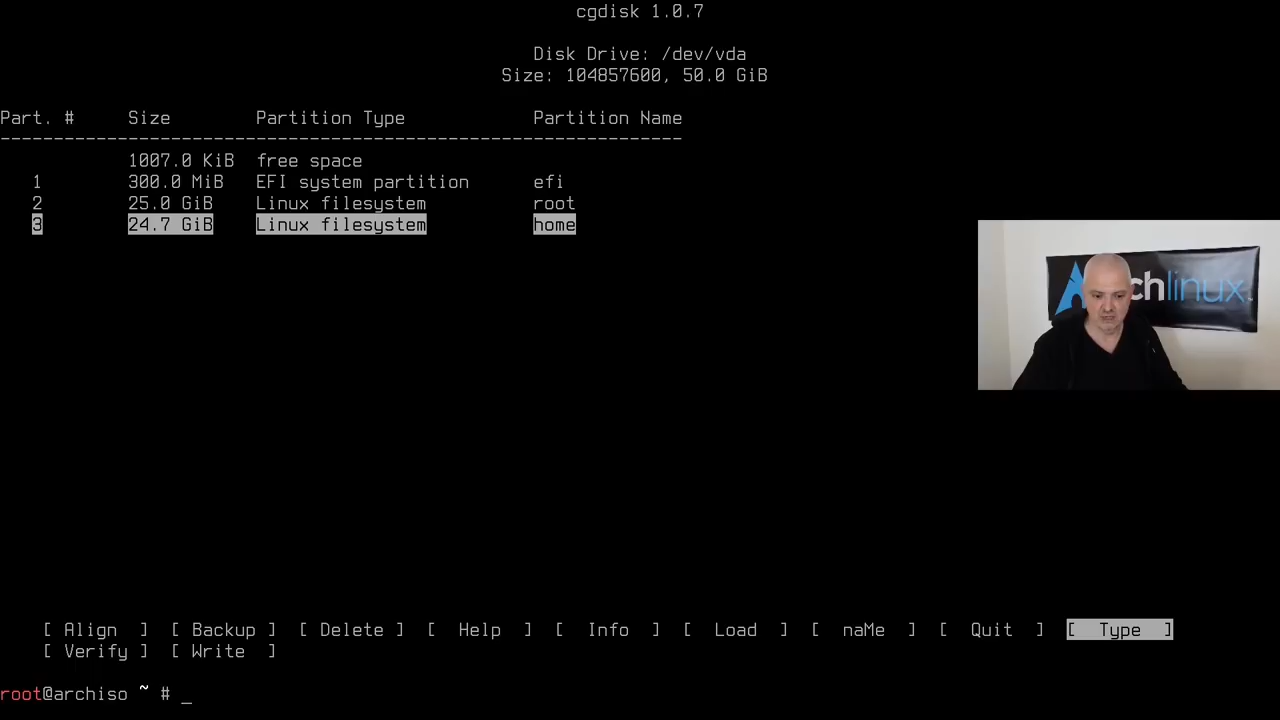 cgdisk 1.0.7
Disk Drive: /dev/vda
Size: 104857600, 50.0 GiB
Part. # Size Partition Type Partition Name
----------------------------------------------------------------
1007.0 KiB free space
1 300.0 MiB EFI system partition efi
2 25.0 GiB Linux filesystem root
3 24.7 GiB Linux filesystem home
chlinux
[ Align ] [ Backup ] [ Delete ] [ Help ] [ Info ] [ Load ] [ naMe ] [ Quit ] [ Type ]
[ Verify ] [ Write ]
root@archiso ~ # _